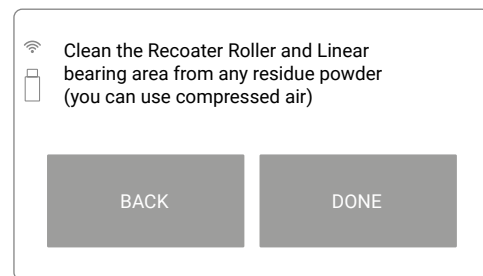 Clean the Recoater Roller and Linear
bearing area from any residue powder
(you can use compressed air)
BACK
DONE